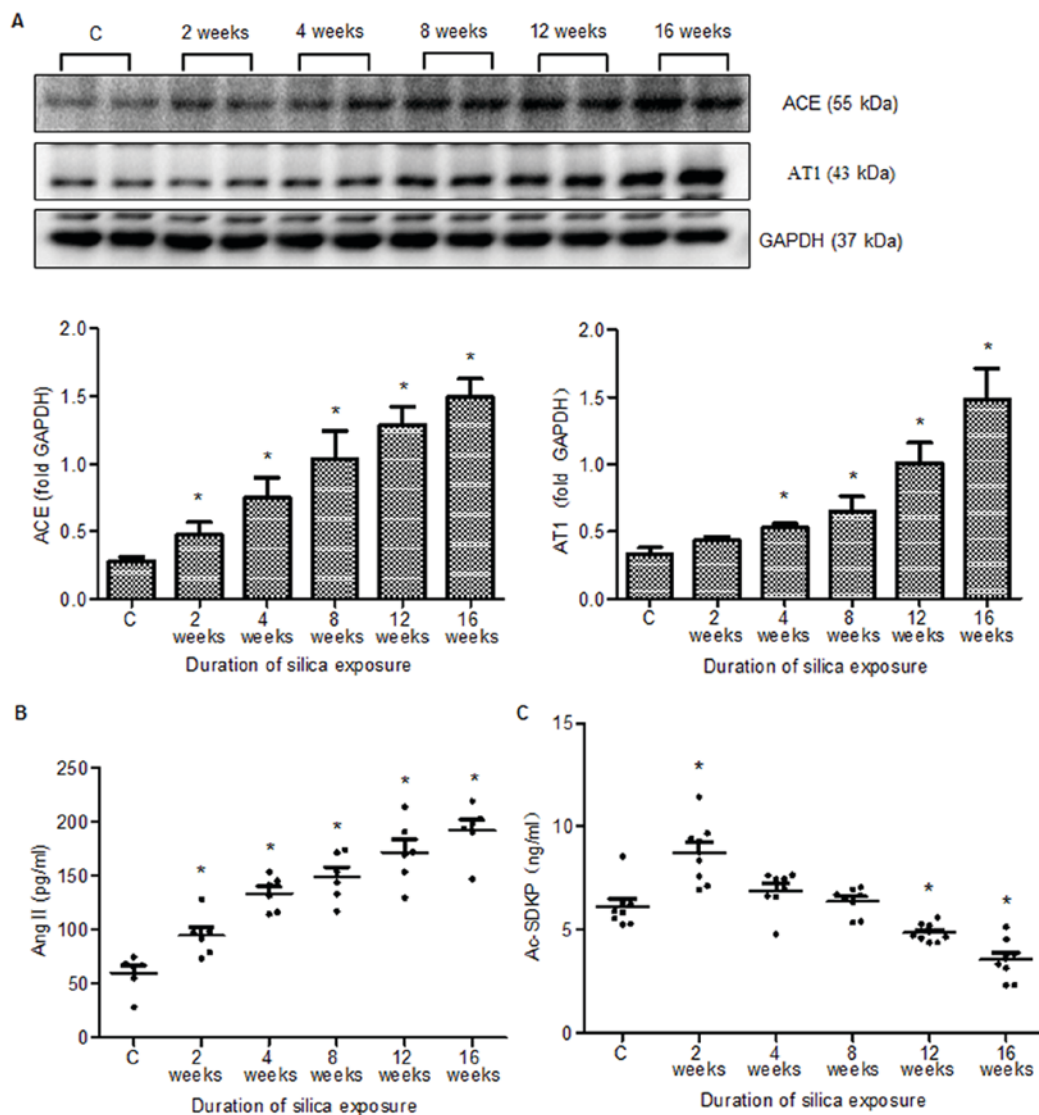 A
C 2 weeks 4 weeks 8 weeks 12 weeks 16 weeks
ACE (55 kDa)
AT1 (43 kDa)
GAPDH (37 kDa)
ACE (fold GAPDH)
2.0
1.5
1.0
0.5
0.0
* * * * *
C 2 4 8 12 16
weeks weeks weeks weeks weeks
Duration of silica exposure
AT1 (fold GAPDH)
2.0
1.5
1.0
0.5
0.0
* * * *
C 2 4 8 12 16
weeks weeks weeks weeks weeks
Duration of silica exposure
B
Ang II (pg/ml)
250
200
150
100
50
0
* * * * *
C 2 4 8 12 16
weeks weeks weeks weeks weeks
Duration of silica exposure
C
Ac-SDKP (ng/ml)
15
10
5
0
* * *
C 2 4 8 12 16
weeks weeks weeks weeks weeks
Duration of silica exposure